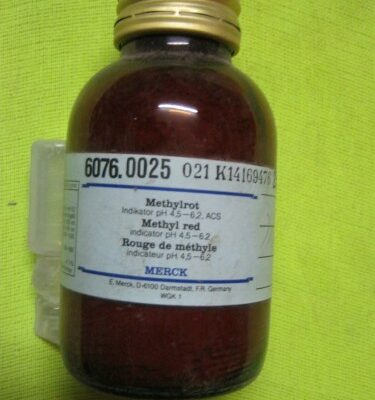 6076.0025 021 K14169476
Methylrot
Indikator pH 4,5–6,2, ACS
Methyl red
indicator pH 4,5–6,2
Rouge de méthyle
indicateur pH 4,5–6,2
MERCK
E. Merck, D-6100 Darmstadt, F.R. Germany
WGK 1